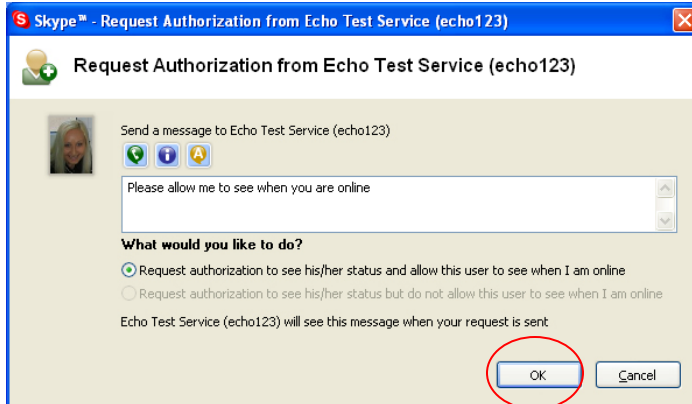 Skype™ - Request Authorization from Echo Test Service (echo123)
Request Authorization from Echo Test Service (echo123)
Send a message to Echo Test Service (echo123)
Please allow me to see when you are online
What would you like to do?
Request authorization to see his/her status and allow this user to see when I am online
Request authorization to see his/her status but do not allow this user to see when I am online
Echo Test Service (echo123) will see this message when your request is sent
OK Cancel